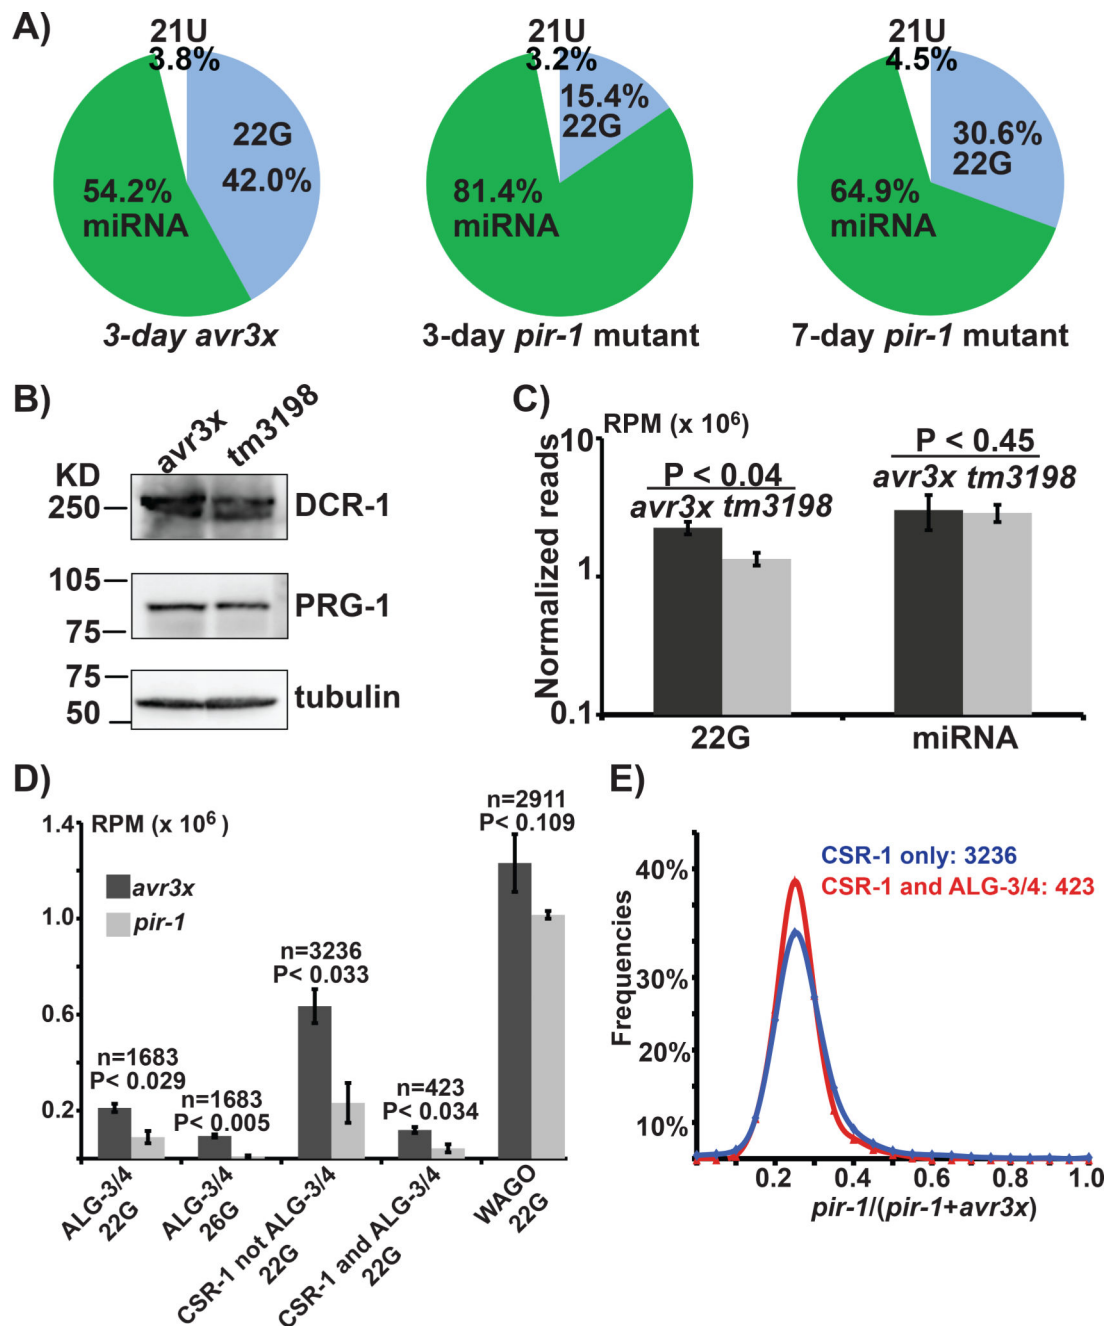 A)
21U
3.8%
22G
42.0%
54.2%
miRNA
3-day avr3x
21U
3.2%
15.4%
22G
81.4%
miRNA
3-day pir-1 mutant
21U
4.5%
30.6%
22G
64.9%
miRNA
7-day pir-1 mutant
B)
avr3x
tm3198
KD
250
DCR-1
105
75
PRG-1
75
50
tubulin
C)
RPM (x 10⁶)
Normalized reads
10
1
0.1
P < 0.04
avr3x tm3198
P < 0.45
avr3x tm3198
22G
miRNA
D)
RPM (x 10⁶)
1.4
1.0
0.6
0.2
avr3x
pir-1
n=1683
P< 0.029
n=1683
P< 0.005
n=3236
P< 0.033
n=423
P< 0.034
n=2911
P< 0.109
ALG-3/4
22G
ALG-3/4
26G
CSR-1 not ALG-3/4
22G
CSR-1 and ALG-3/4
22G
WAGO
22G
E)
CSR-1 only: 3236
CSR-1 and ALG-3/4: 423
Frequencies
40%
30%
20%
10%
0.2
0.4
0.6
0.8
1.0
pir-1/(pir-1+avr3x)